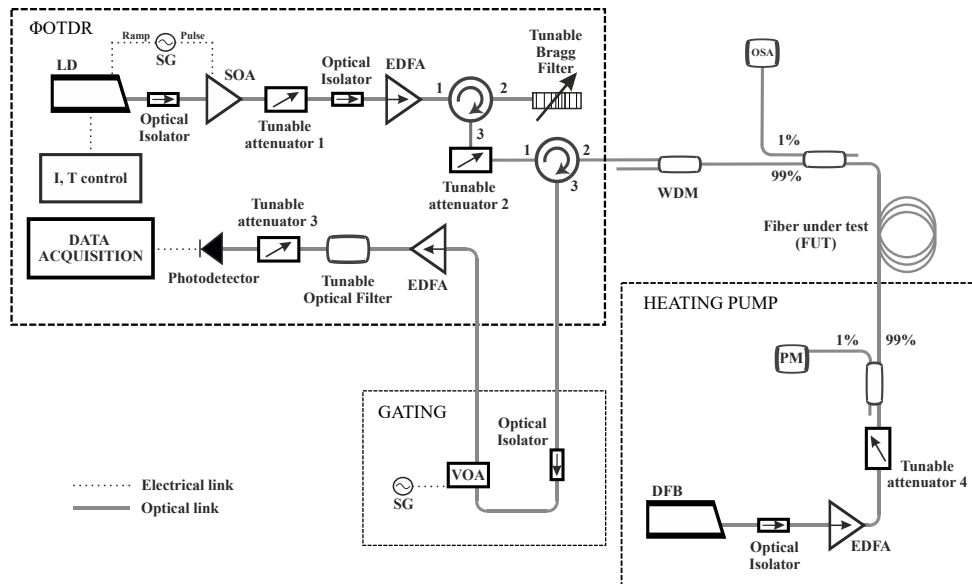 ΦOTDR
Ramp
Pulse
SG
LD
SOA
Optical
Isolator
EDFA
Tunable
Bragg
Filter
1
2
3
Optical
Isolator
Tunable
attenuator 1
I, T control
1
2
3
Tunable
attenuator 2
OSA
1%
99%
WDM
Fiber under test
(FUT)
DATA
ACQUISITION
Photodetector
Tunable
attenuator 3
Tunable
Optical Filter
EDFA
HEATING PUMP
1%
99%
PM
GATING
Optical
Isolator
VOA
SG
Tunable
attenuator 4
DFB
Optical
Isolator
EDFA
Electrical link
Optical link